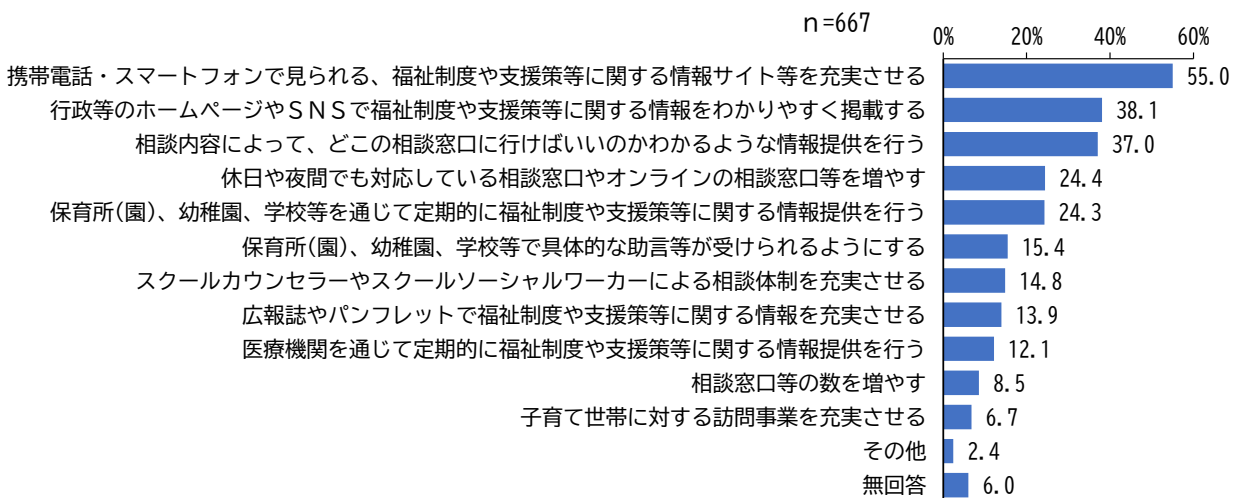 n=667
0% 20% 40% 60%
携帯電話・スマートフォンで見られる、福祉制度や支援策等に関する情報サイト等を充実させる 55.0
行政等のホームページやＳＮＳで福祉制度や支援策等に関する情報をわかりやすく掲載する 38.1
相談内容によって、どこの相談窓口に行けばいいのかわかるような情報提供を行う 37.0
休日や夜間でも対応している相談窓口やオンラインの相談窓口等を増やす 24.4
保育所(園)、幼稚園、学校等を通じて定期的に福祉制度や支援策等に関する情報提供を行う 24.3
保育所(園)、幼稚園、学校等で具体的な助言等が受けられるようにする 15.4
スクールカウンセラーやスクールソーシャルワーカーによる相談体制を充実させる 14.8
広報誌やパンフレットで福祉制度や支援策等に関する情報を充実させる 13.9
医療機関を通じて定期的に福祉制度や支援策等に関する情報提供を行う 12.1
相談窓口等の数を増やす 8.5
子育て世帯に対する訪問事業を充実させる 6.7
その他 2.4
無回答 6.0